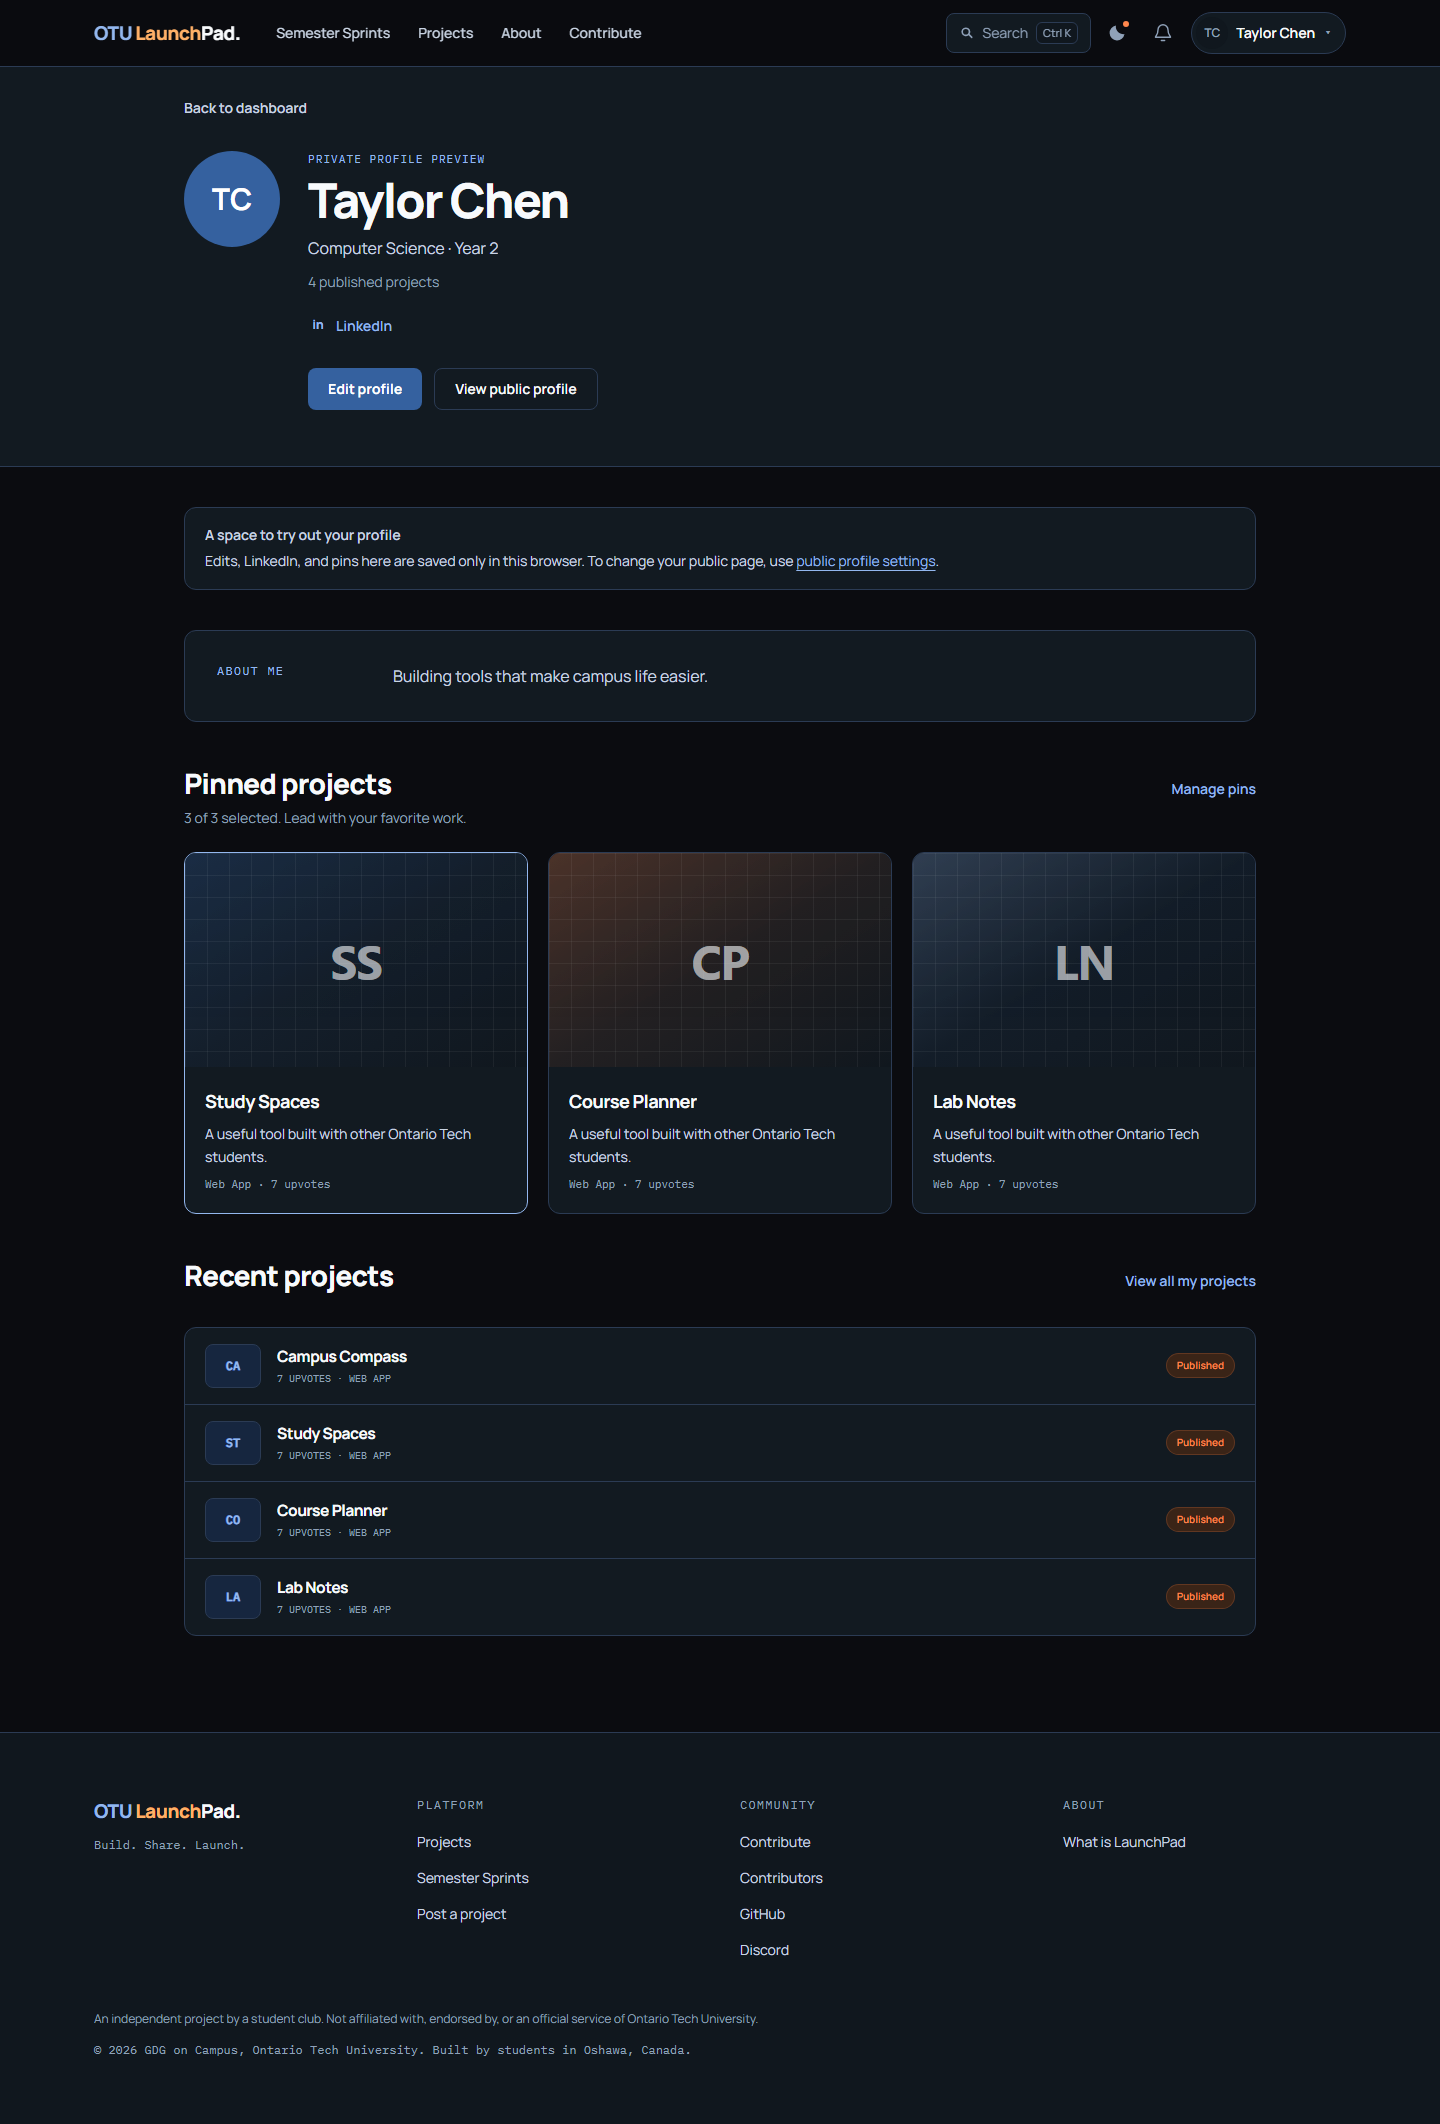 OTU LaunchPad.
Semester Sprints
Projects
About
Contribute
Search
Ctrl K
TC
Taylor Chen
Back to dashboard
TC
PRIVATE PROFILE PREVIEW
Taylor Chen
Computer Science · Year 2
4 published projects
in LinkedIn
Edit profile
View public profile
A space to try out your profile
Edits, LinkedIn, and pins here are saved only in this browser. To change your public page, use public profile settings.
ABOUT ME
Building tools that make campus life easier.
Pinned projects
Manage pins
3 of 3 selected. Lead with your favorite work.
SS
Study Spaces
A useful tool built with other Ontario Tech
students.
Web App · 7 upvotes
CP
Course Planner
A useful tool built with other Ontario Tech
students.
Web App · 7 upvotes
LN
Lab Notes
A useful tool built with other Ontario Tech
students.
Web App · 7 upvotes
Recent projects
View all my projects
CA
Campus Compass
7 UPVOTES · WEB APP
Published
ST
Study Spaces
7 UPVOTES · WEB APP
Published
CO
Course Planner
7 UPVOTES · WEB APP
Published
LA
Lab Notes
7 UPVOTES · WEB APP
Published
OTU LaunchPad.
Build. Share. Launch.
PLATFORM
Projects
Semester Sprints
Post a project
COMMUNITY
Contribute
Contributors
GitHub
Discord
ABOUT
What is LaunchPad
An independent project by a student club. Not affiliated with, endorsed by, or an official service of Ontario Tech University.
© 2026 GDG on Campus, Ontario Tech University. Built by students in Oshawa, Canada.